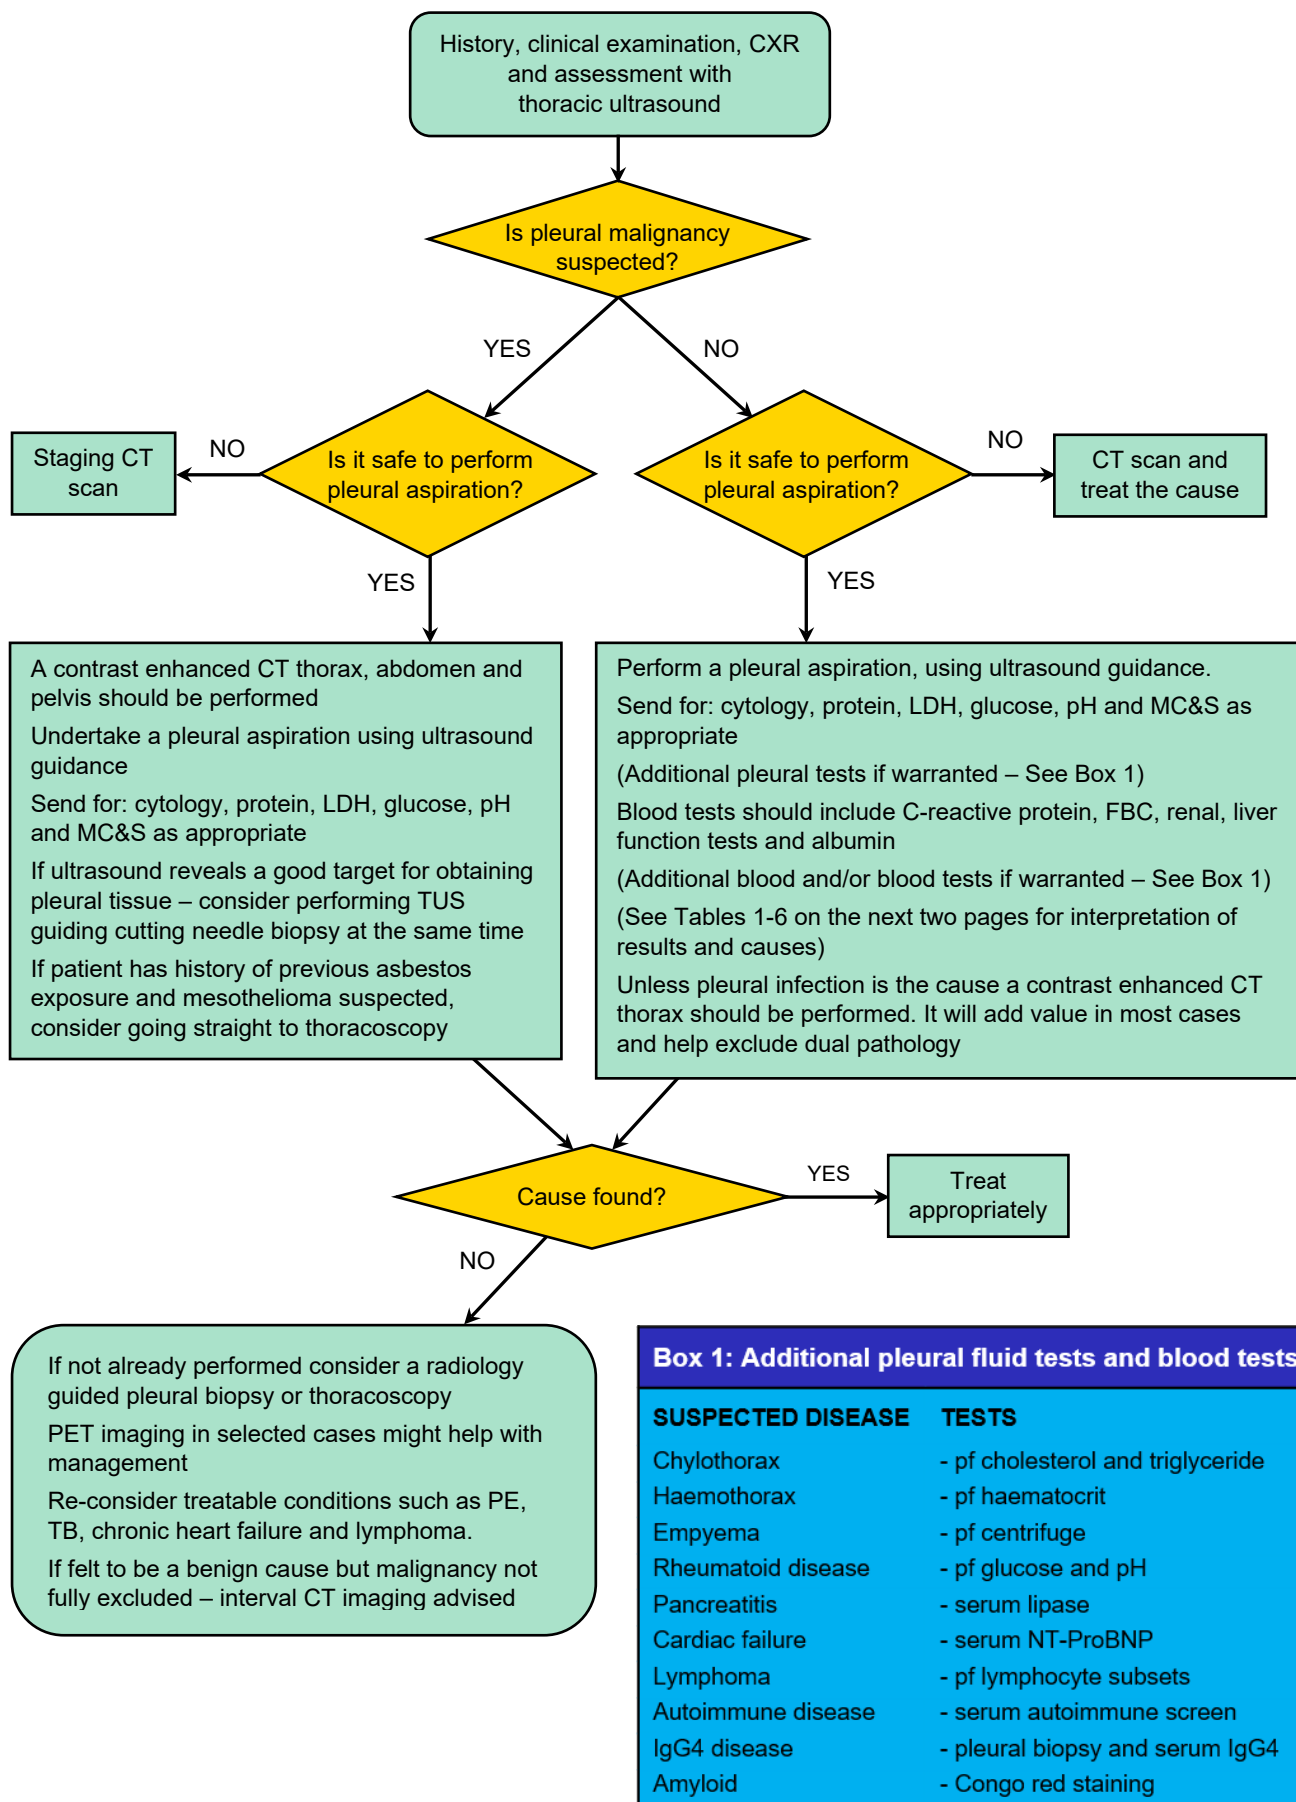 History, clinical examination, CXR
and assessment with
thoracic ultrasound
Is pleural malignancy
suspected?
YES
NO
Staging CT
scan
NO
Is it safe to perform
pleural aspiration?
Is it safe to perform
pleural aspiration?
NO
CT scan and
treat the cause
YES
YES
A contrast enhanced CT thorax, abdomen and
pelvis should be performed
Undertake a pleural aspiration using ultrasound
guidance
Send for: cytology, protein, LDH, glucose, pH
and MC&S as appropriate
If ultrasound reveals a good target for obtaining
pleural tissue – consider performing TUS
guiding cutting needle biopsy at the same time
If patient has history of previous asbestos
exposure and mesothelioma suspected,
consider going straight to thoracoscopy
Perform a pleural aspiration, using ultrasound guidance.
Send for: cytology, protein, LDH, glucose, pH and MC&S as
appropriate
(Additional pleural tests if warranted – See Box 1)
Blood tests should include C-reactive protein, FBC, renal, liver
function tests and albumin
(Additional blood and/or blood tests if warranted – See Box 1)
(See Tables 1-6 on the next two pages for interpretation of
results and causes)
Unless pleural infection is the cause a contrast enhanced CT
thorax should be performed. It will add value in most cases
and help exclude dual pathology
Cause found?
YES
Treat
appropriately
NO
If not already performed consider a radiology
guided pleural biopsy or thoracoscopy
PET imaging in selected cases might help with
management
Re-consider treatable conditions such as PE,
TB, chronic heart failure and lymphoma.
If felt to be a benign cause but malignancy not
fully excluded – interval CT imaging advised
Box 1: Additional pleural fluid tests and blood tests
SUSPECTED DISEASE TESTS
Chylothorax - pf cholesterol and triglyceride
Haemothorax - pf haematocrit
Empyema - pf centrifuge
Rheumatoid disease - pf glucose and pH
Pancreatitis - serum lipase
Cardiac failure - serum NT-ProBNP
Lymphoma - pf lymphocyte subsets
Autoimmune disease - serum autoimmune screen
IgG4 disease - pleural biopsy and serum IgG4
Amyloid - Congo red staining